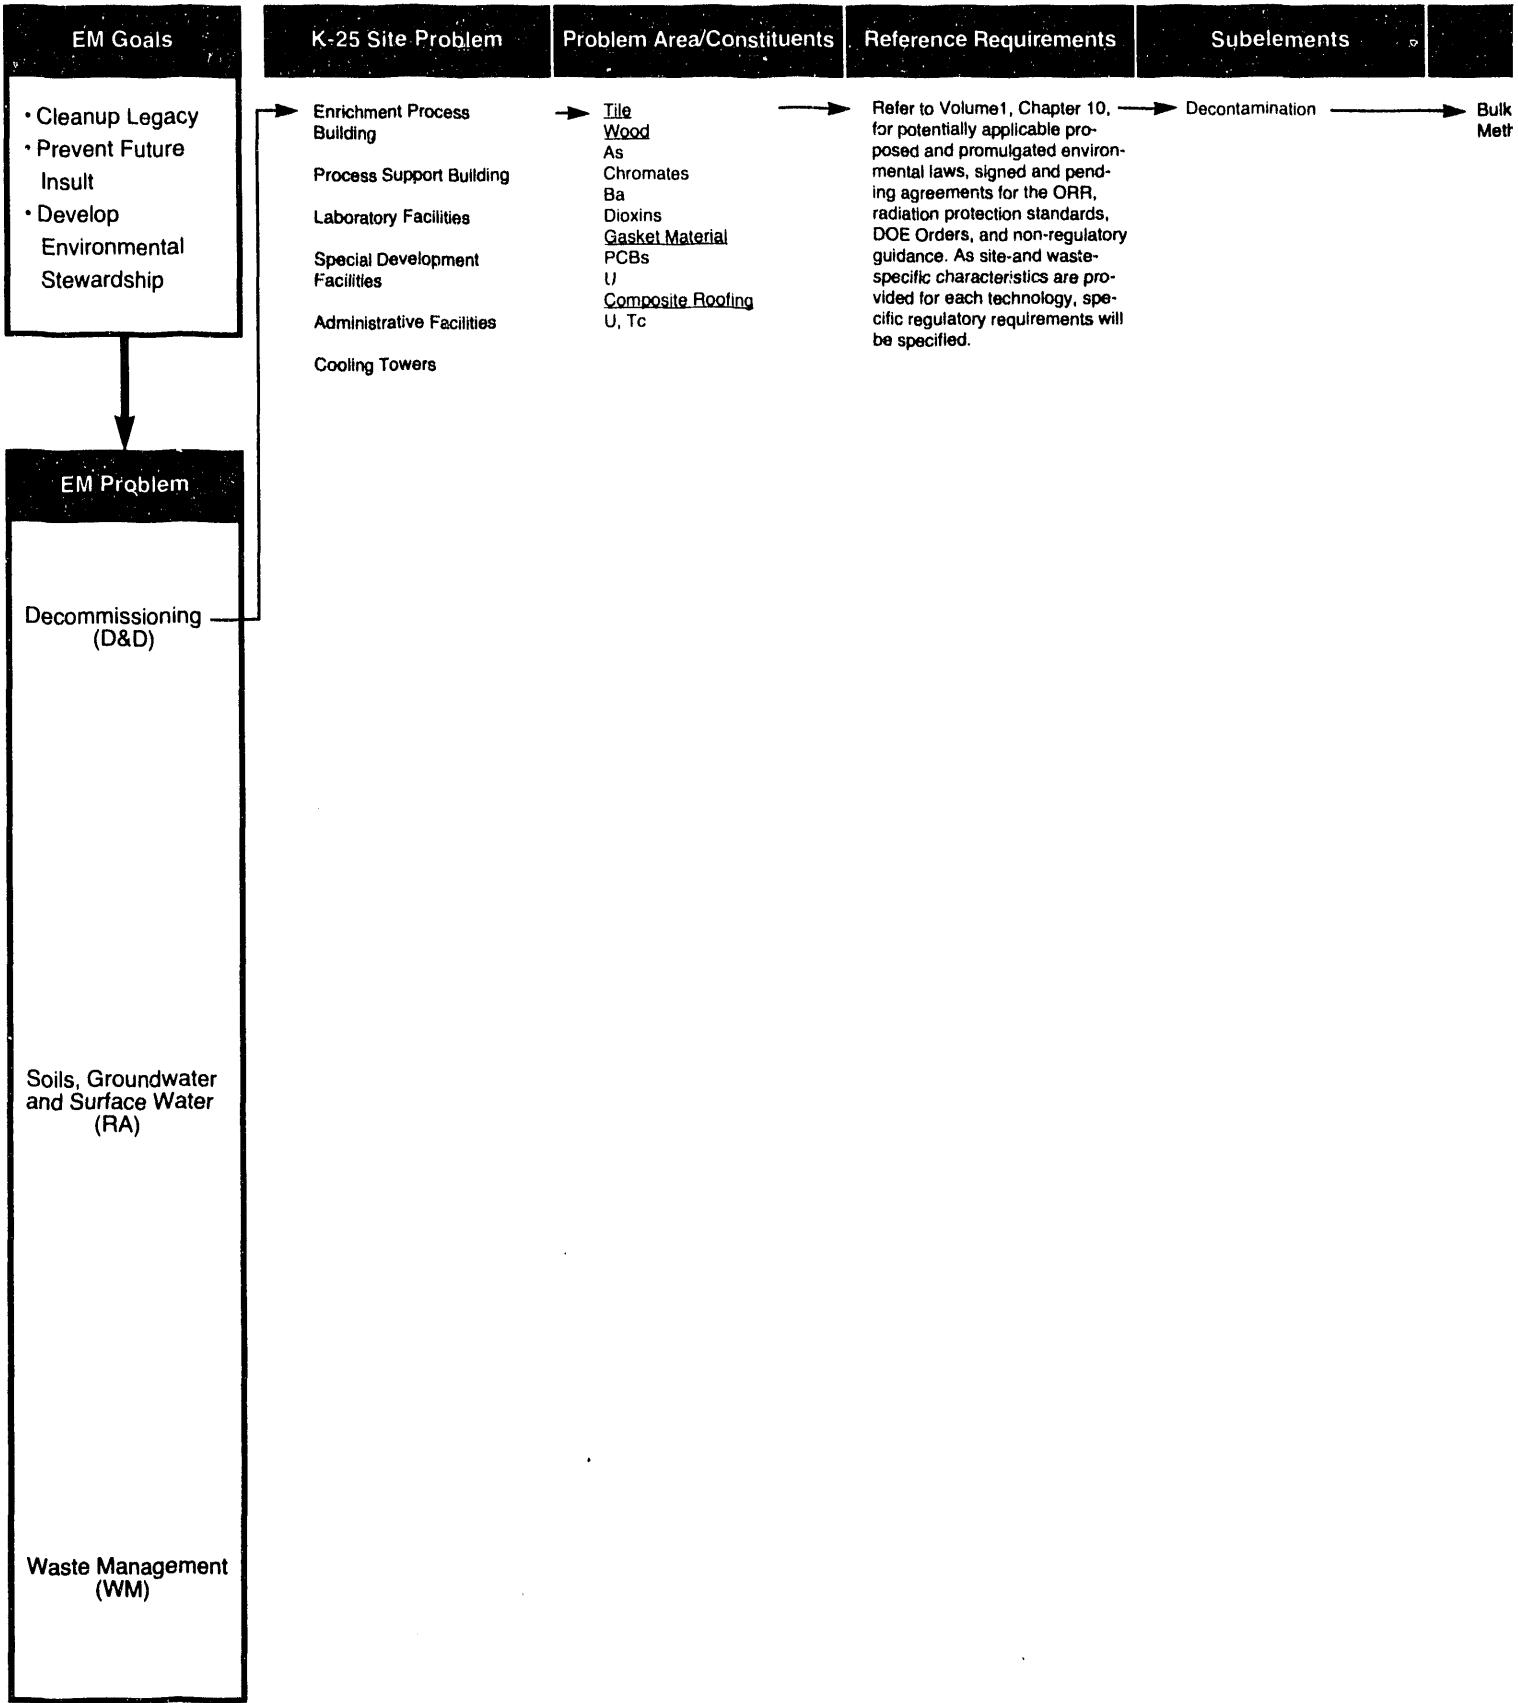 EM Goals
• Cleanup Legacy
• Prevent Future
Insult
• Develop
Environmental
Stewardship
EM Problem
Decommissioning
(D&D)
Soils, Groundwater
and Surface Water
(RA)
Waste Management
(WM)
K-25 Site Problem
Enrichment Process
Building
Process Support Building
Laboratory Facilities
Special Development
Facilities
Administrative Facilities
Cooling Towers
Problem Area/Constituents
Tile
Wood
As
Chromates
Ba
Dioxins
Gasket Material
PCBs
U
Composite Roofing
U, Tc
Reference Requirements
Refer to Volume1, Chapter 10,
for potentially applicable pro-
posed and promulgated environ-
mental laws, signed and pend-
ing agreements for the ORR,
radiation protection standards,
DOE Orders, and non-regulatory
guidance. As site-and waste-
specific characteristics are pro-
vided for each technology, spe-
cific regulatory requirements will
be specified.
Subelements
Decontamination
Bulk
Meth